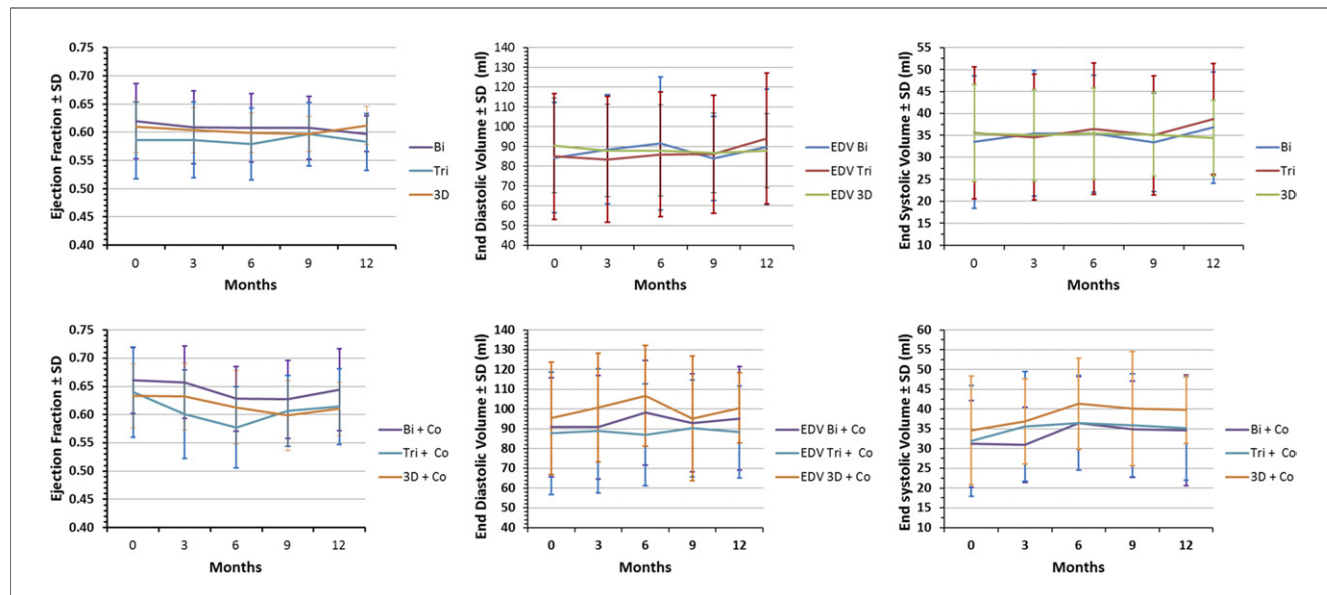 Ejection Fraction ± SD
0.75
0.70
0.65
0.60
0.55
0.50
0.45
0.40
0 3 6 9 12
Months
Bi
Tri
3D
End Diastolic Volume ± SD (ml)
140
130
120
110
100
90
80
70
60
50
40
0 3 6 9 12
Months
EDV Bi
EDV Tri
EDV 3D
End Systolic Volume ± SD (ml)
55
50
45
40
35
30
25
20
15
10
0 3 6 9 12
Months
Bi
Tri
3D
Ejection Fraction ± SD
0.75
0.70
0.65
0.60
0.55
0.50
0.45
0.40
0 3 6 9 12
Months
Bi + Co
Tri + Co
3D + Co
End Diastolic Volume ± SD (ml)
140
130
120
110
100
90
80
70
60
50
40
0 3 6 9 12
Months
EDV Bi + Co
EDV Tri + Co
EDV 3D + Co
End systolic Volume ± SD (ml)
60
55
50
45
40
35
30
25
20
15
10
0 3 6 9 12
Months
Bi + Co
Tri + Co
3D + Co